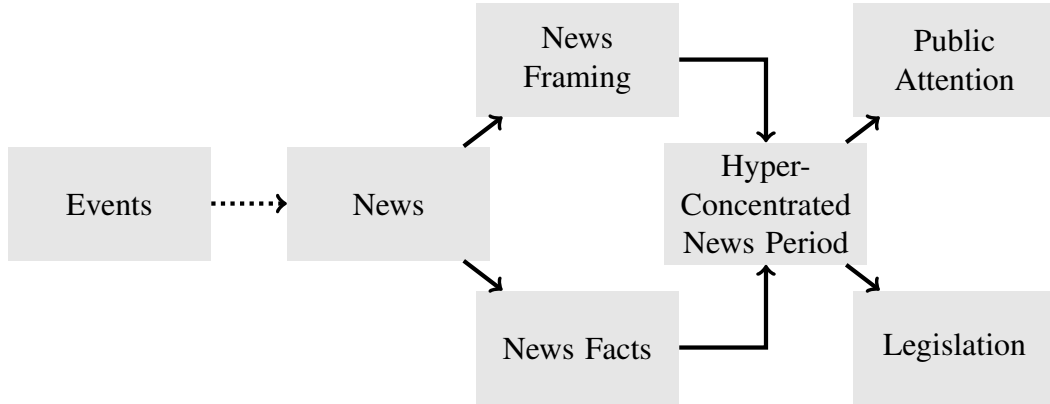 Events
News
News
Framing
News Facts
Hyper-
Concentrated
News Period
Public
Attention
Legislation